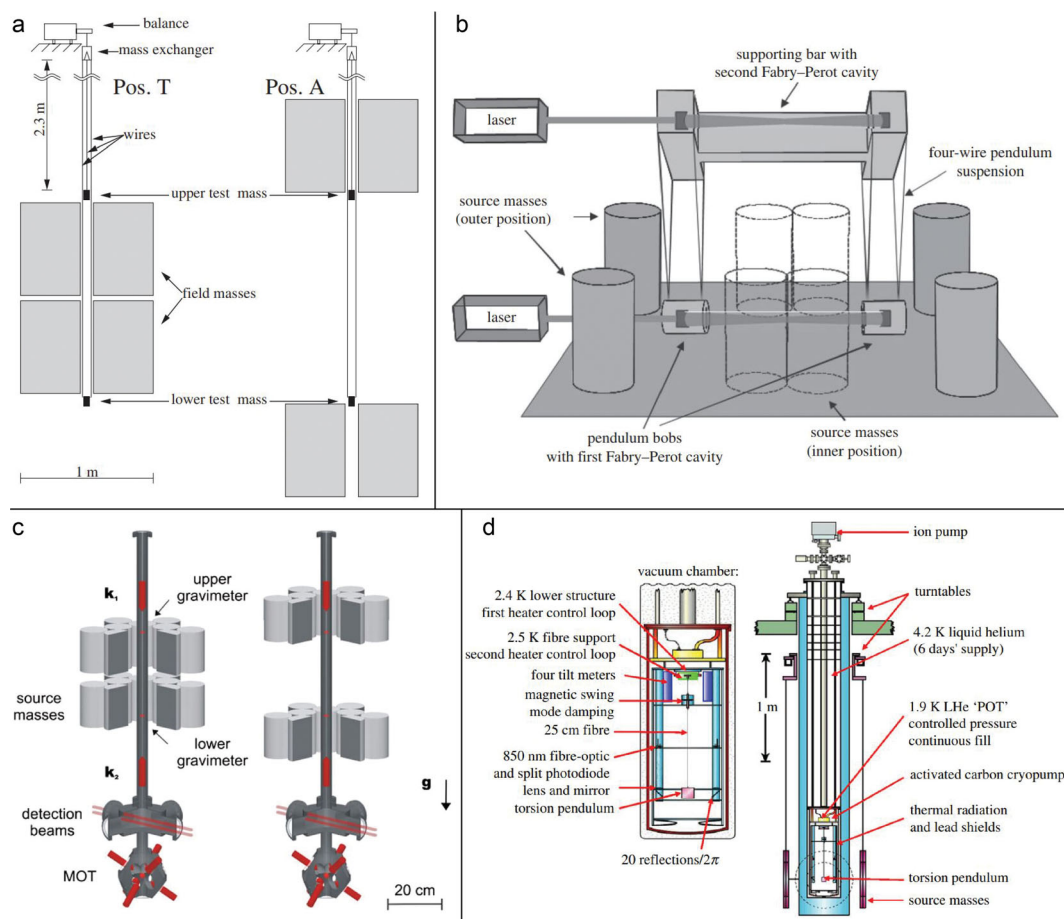 a
balance
mass exchanger
Pos. T
Pos. A
2.3 m
wires
upper test mass
field masses
lower test mass
1 m
b
supporting bar with
second Fabry–Perot cavity
laser
four-wire pendulum
suspension
source masses
(outer position)
laser
pendulum bobs
with first Fabry–Perot cavity
source masses
(inner position)
c
k₁
upper
gravimeter
source
masses
lower
gravimeter
k₂
g
detection
beams
MOT
20 cm
d
vacuum chamber:
2.4 K lower structure
first heater control loop
2.5 K fibre support
second heater control loop
four tilt meters
magnetic swing
mode damping
25 cm fibre
850 nm fibre-optic
and split photodiode
lens and mirror
torsion pendulum
20 reflections/2π
ion pump
turntables
4.2 K liquid helium
(6 days' supply)
1 m
1.9 K LHe ‘POT’
controlled pressure
continuous fill
activated carbon cryopump
thermal radiation
and lead shields
torsion pendulum
source masses